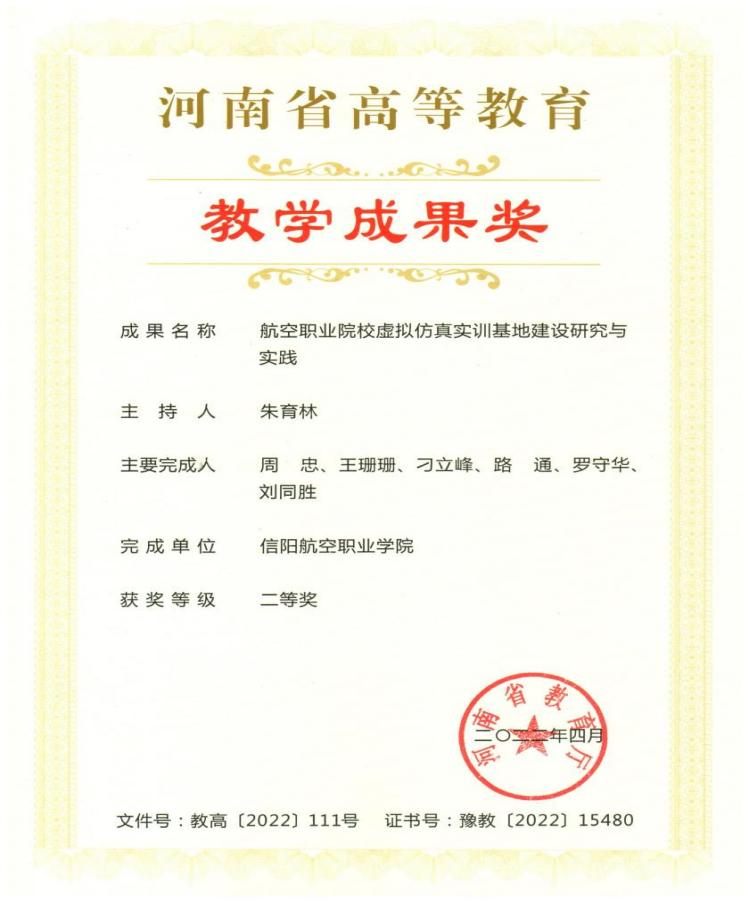 河南省高等教育
教学成果奖
成果名称 航空职业院校虚拟仿真实训基地建设研究与
实践
主持人 朱育林
主要完成人 周 忠、王珊珊、刁立峰、路 通、罗守华、
刘同胜
完成单位 信阳航空职业学院
获奖等级 二等奖
河南省教育厅
二〇二二年四月
文件号：教高〔2022〕111号 证书号：豫教〔2022〕15480